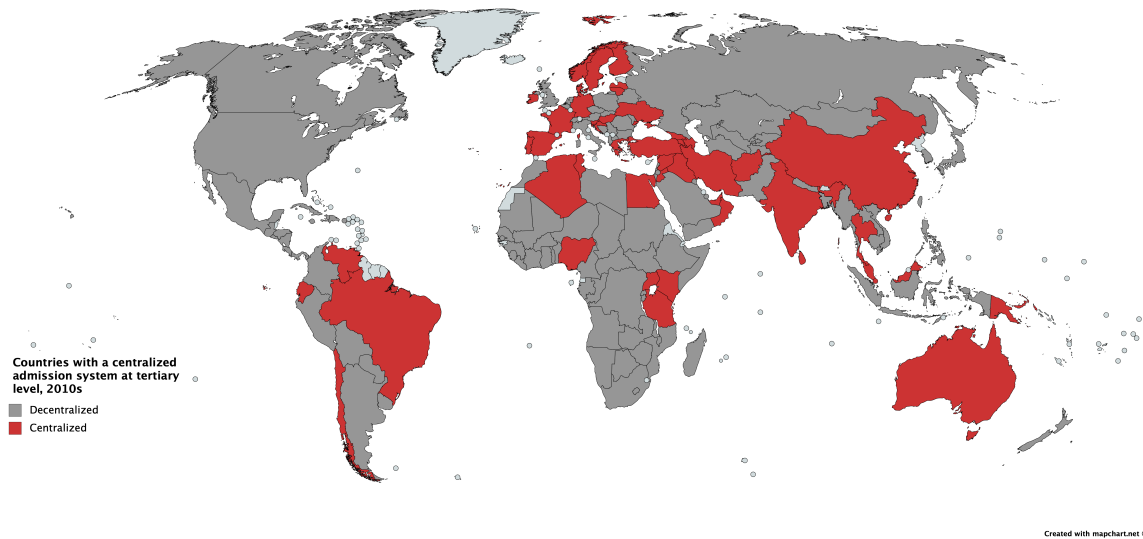 Countries with a centralized
admission system at tertiary
level, 2010s
Decentralized
Centralized
Created with mapchart.net